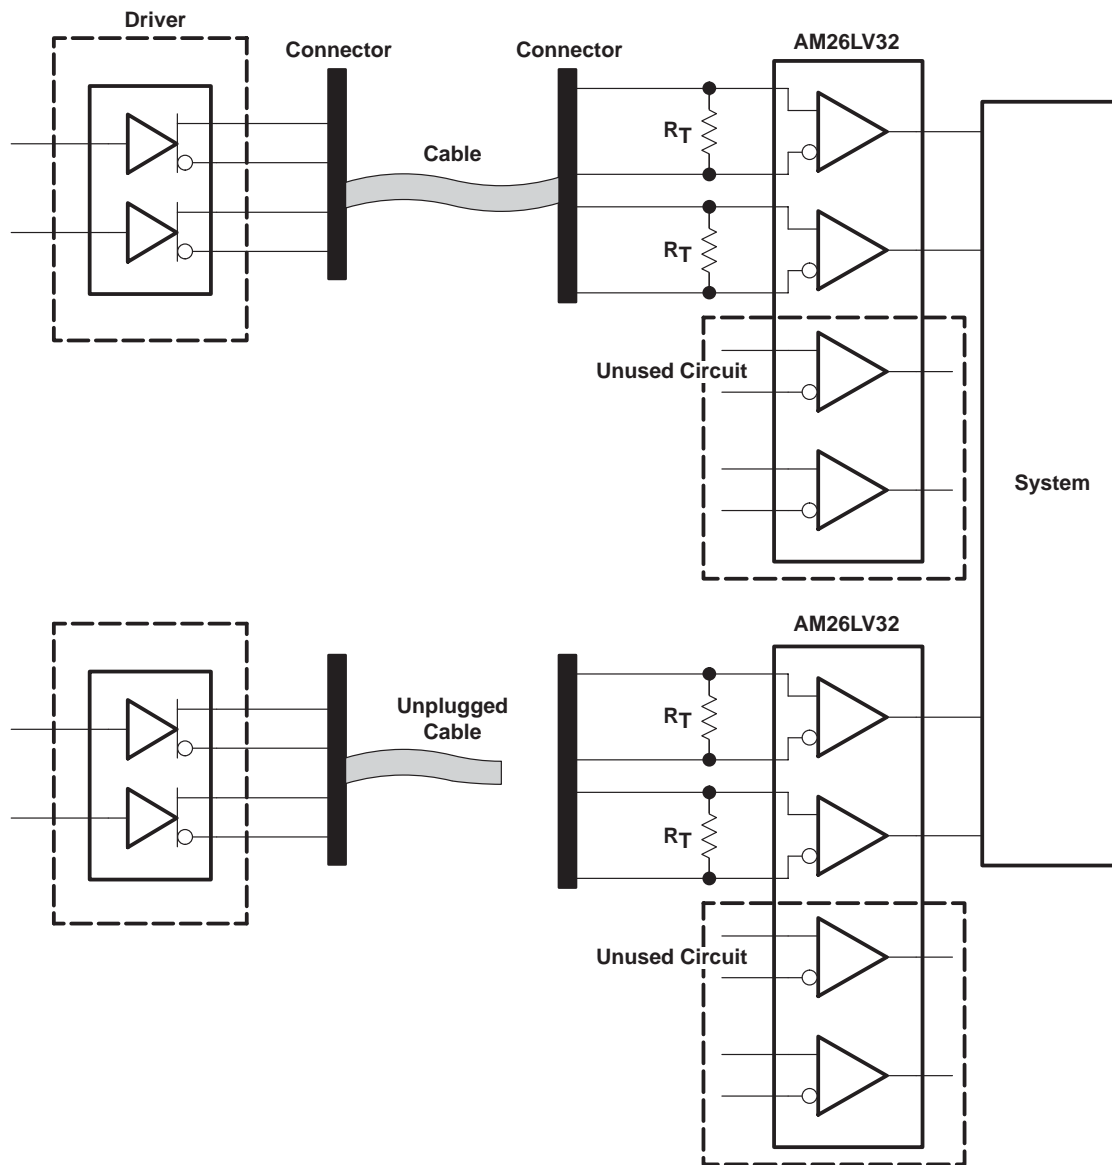 Driver
Connector
Connector
AM26LV32
RT
Cable
RT
Unused Circuit
System
AM26LV32
RT
Unplugged
Cable
RT
Unused Circuit